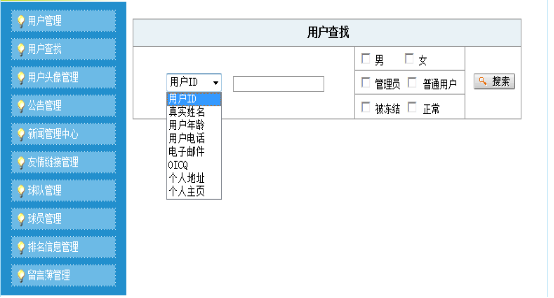 用户管理
用户查找
用户头像管理
公告管理
新闻管理中心
友情链接管理
球队管理
球员管理
排名信息管理
留言簿管理
用户查找
用户ID
用户ID
真实姓名
用户年龄
用户电话
电子邮件
OICQ
个人地址
个人主页
男 女
管理员 普通用户
被冻结 正常
搜索